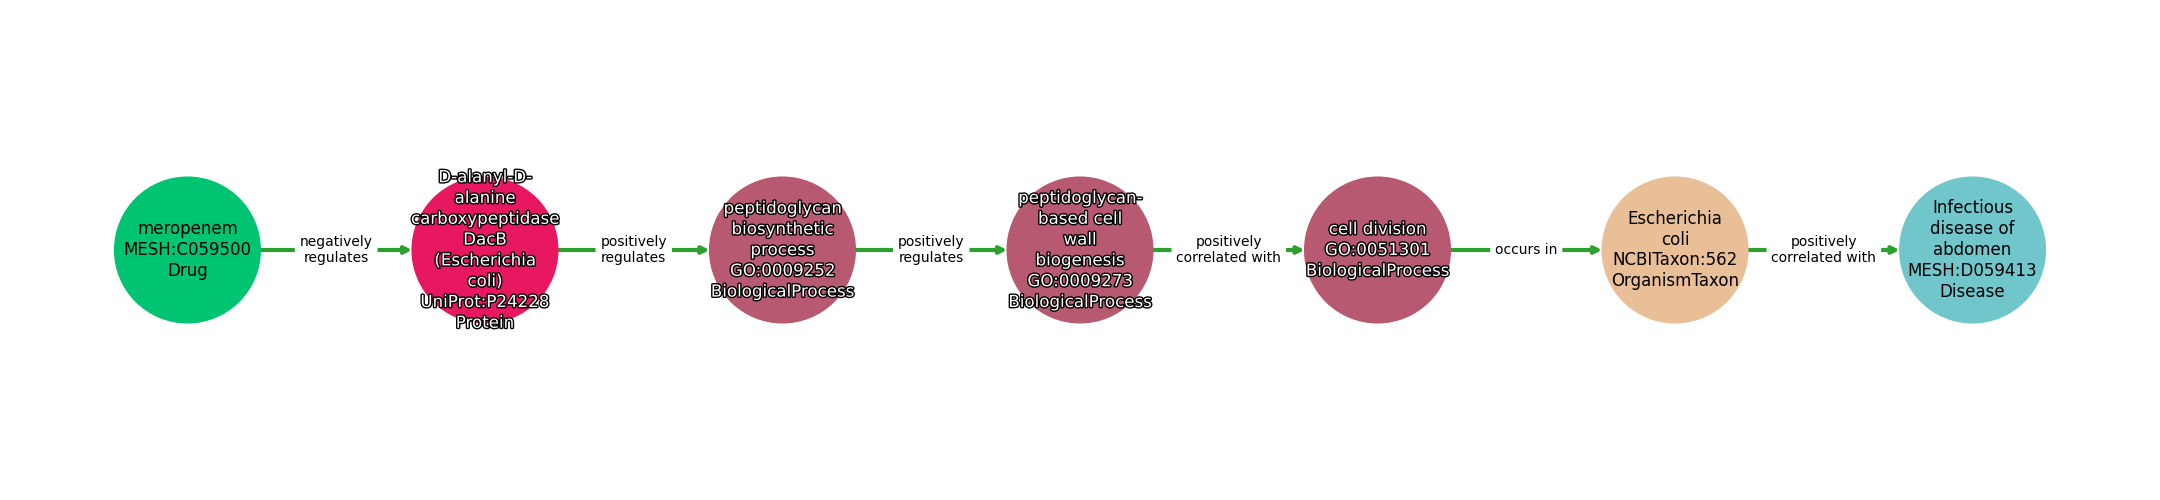 meropenem
MESH:C059500
Drug
negatively
regulates
D-alanyl-D-
alanine
carboxypeptidase
DacB
(Escherichia
coli)
UniProt:P24228
Protein
positively
regulates
peptidoglycan
biosynthetic
process
GO:0009252
BiologicalProcess
positively
regulates
peptidoglycan-
based cell
wall
biogenesis
GO:0009273
BiologicalProcess
positively
correlated with
cell division
GO:0051301
BiologicalProcess
occurs in
Escherichia
coli
NCBITaxon:562
OrganismTaxon
positively
correlated with
Infectious
disease of
abdomen
MESH:D059413
Disease